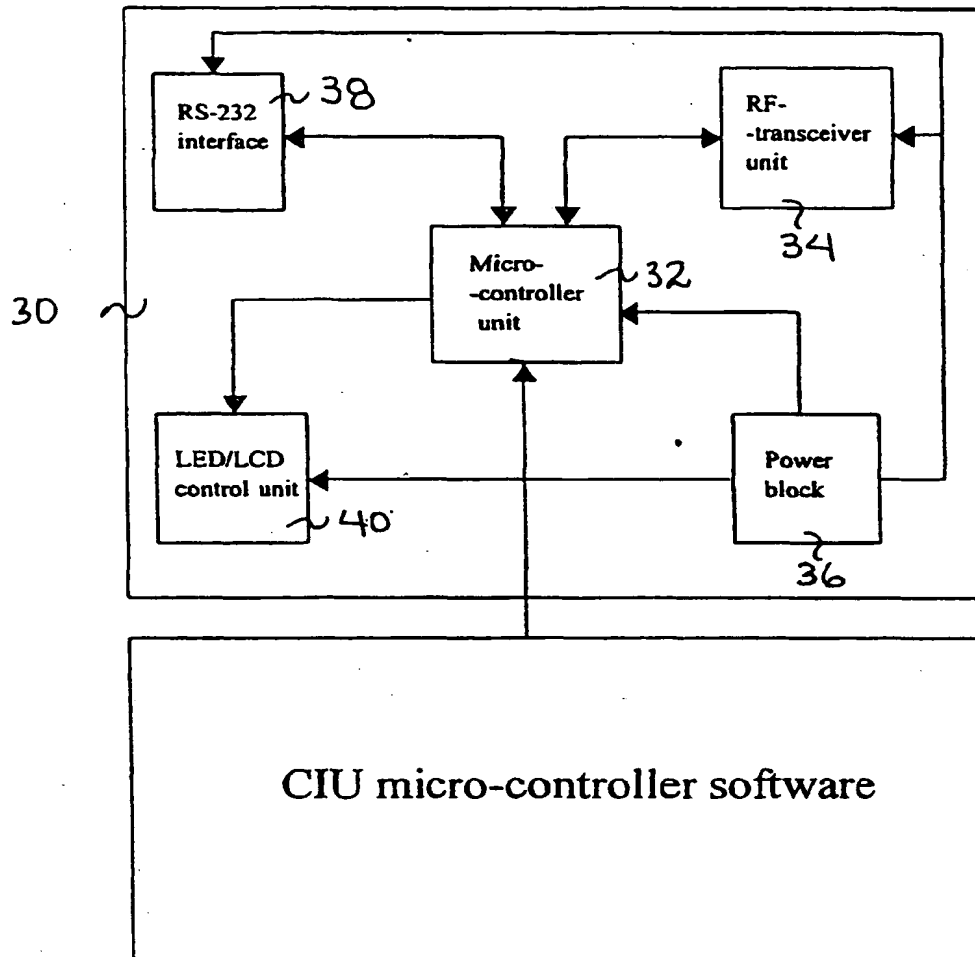 RS-232
interface
38
RF-
-transceiver
unit
34
Micro-
-controller
unit
32
30
LED/LCD
control unit
40
Power
block
36
CIU micro-controller software